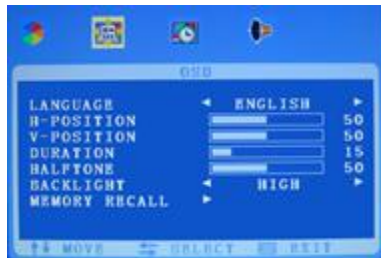 OSD
LANGUAGE ENGLISH
H-POSITION 50
V-POSITION 50
DURATION 15
HALFTONE 50
BACKLIGHT HIGH
MEMORY RECALL
MOVE SELECT EXIT